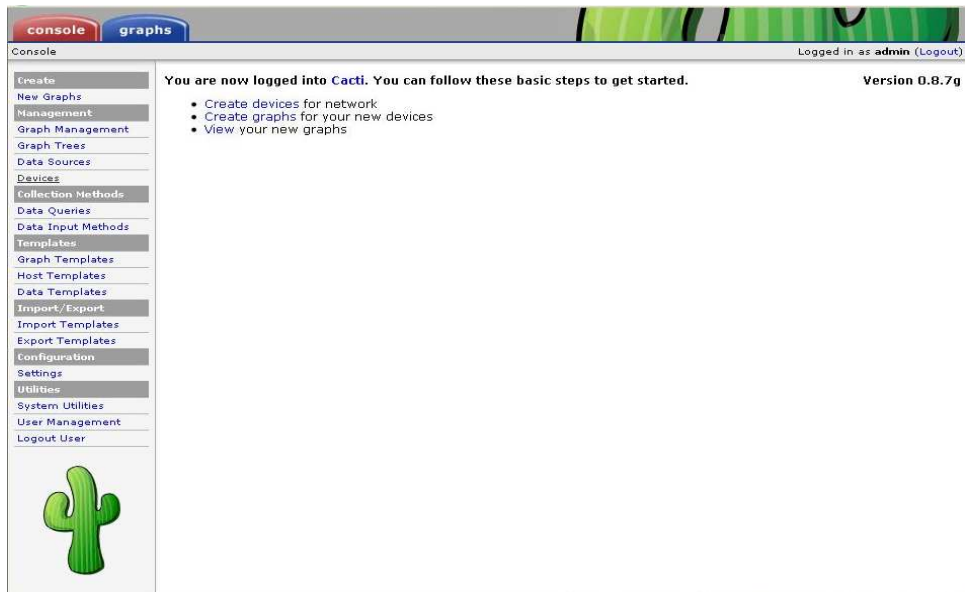 console graphs
Console
Logged in as admin (Logout)
Create
New Graphs
Management
Graph Management
Graph Trees
Data Sources
Devices
Collection Methods
Data Queries
Data Input Methods
Templates
Graph Templates
Host Templates
Data Templates
Import/Export
Import Templates
Export Templates
Configuration
Settings
Utilities
System Utilities
User Management
Logout User
You are now logged into Cacti. You can follow these basic steps to get started.
Version 0.8.7g
• Create devices for network
• Create graphs for your new devices
• View your new graphs